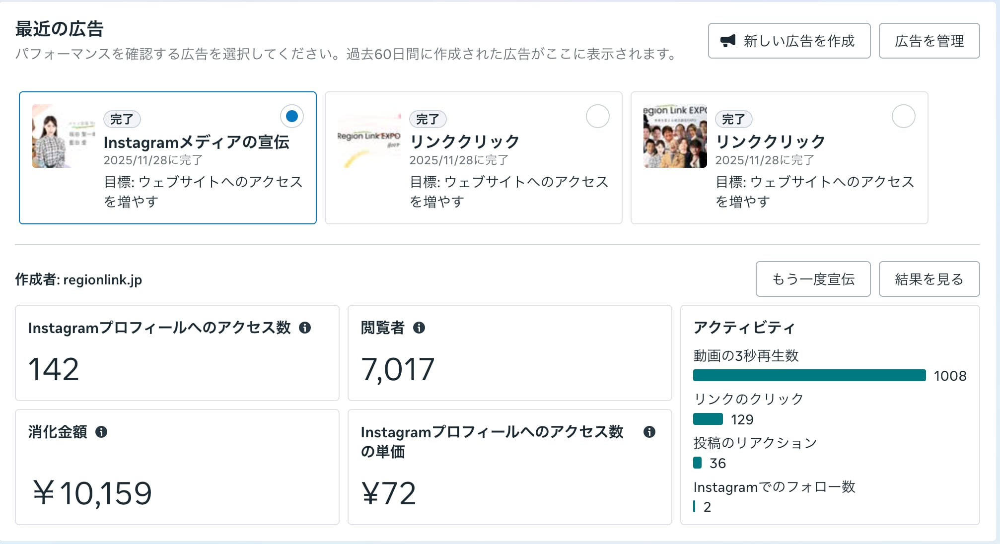 最近の広告
パフォーマンスを確認する広告を選択してください。過去60日間に作成された広告がここに表示されます。
新しい広告を作成
広告を管理
完了
Instagramメディアの宣伝
2025/11/28に完了
目標: ウェブサイトへのアクセス
を増やす
Region Link EXPO
完了
リンククリック
2025/11/28に完了
目標: ウェブサイトへのアクセス
を増やす
egion Link EXPO
完了
リンククリック
2025/11/28に完了
目標: ウェブサイトへのアクセス
を増やす
作成者: regionlink.jp
もう一度宣伝
結果を見る
Instagramプロフィールへのアクセス数
142
閲覧者
7,017
消化金額
￥10,159
Instagramプロフィールへのアクセス数
の単価
¥72
アクティビティ
動画の3秒再生数
1008
リンクのクリック
129
投稿のリアクション
36
Instagramでのフォロー数
2